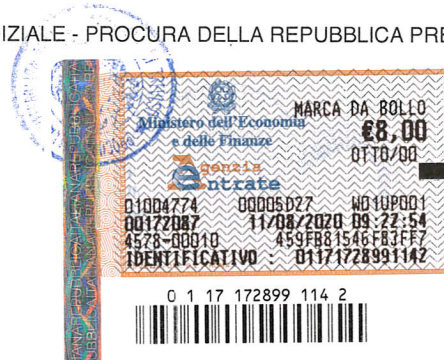 IZIALE - PROCURA DELLA REPUBBLICA PRE
MARCA DA BOLLO
Ministero dell'Economia
e delle Finanze
€8,00
OTTO/00
Agenzia
Entrate
01004774 00005D27 W01UP001
00172087 11/08/2020 09:22:54
4578-00010 459FB81546FB3FF7
IDENTIFICATIVO : 01171728991142
0 1 17 172899 114 2